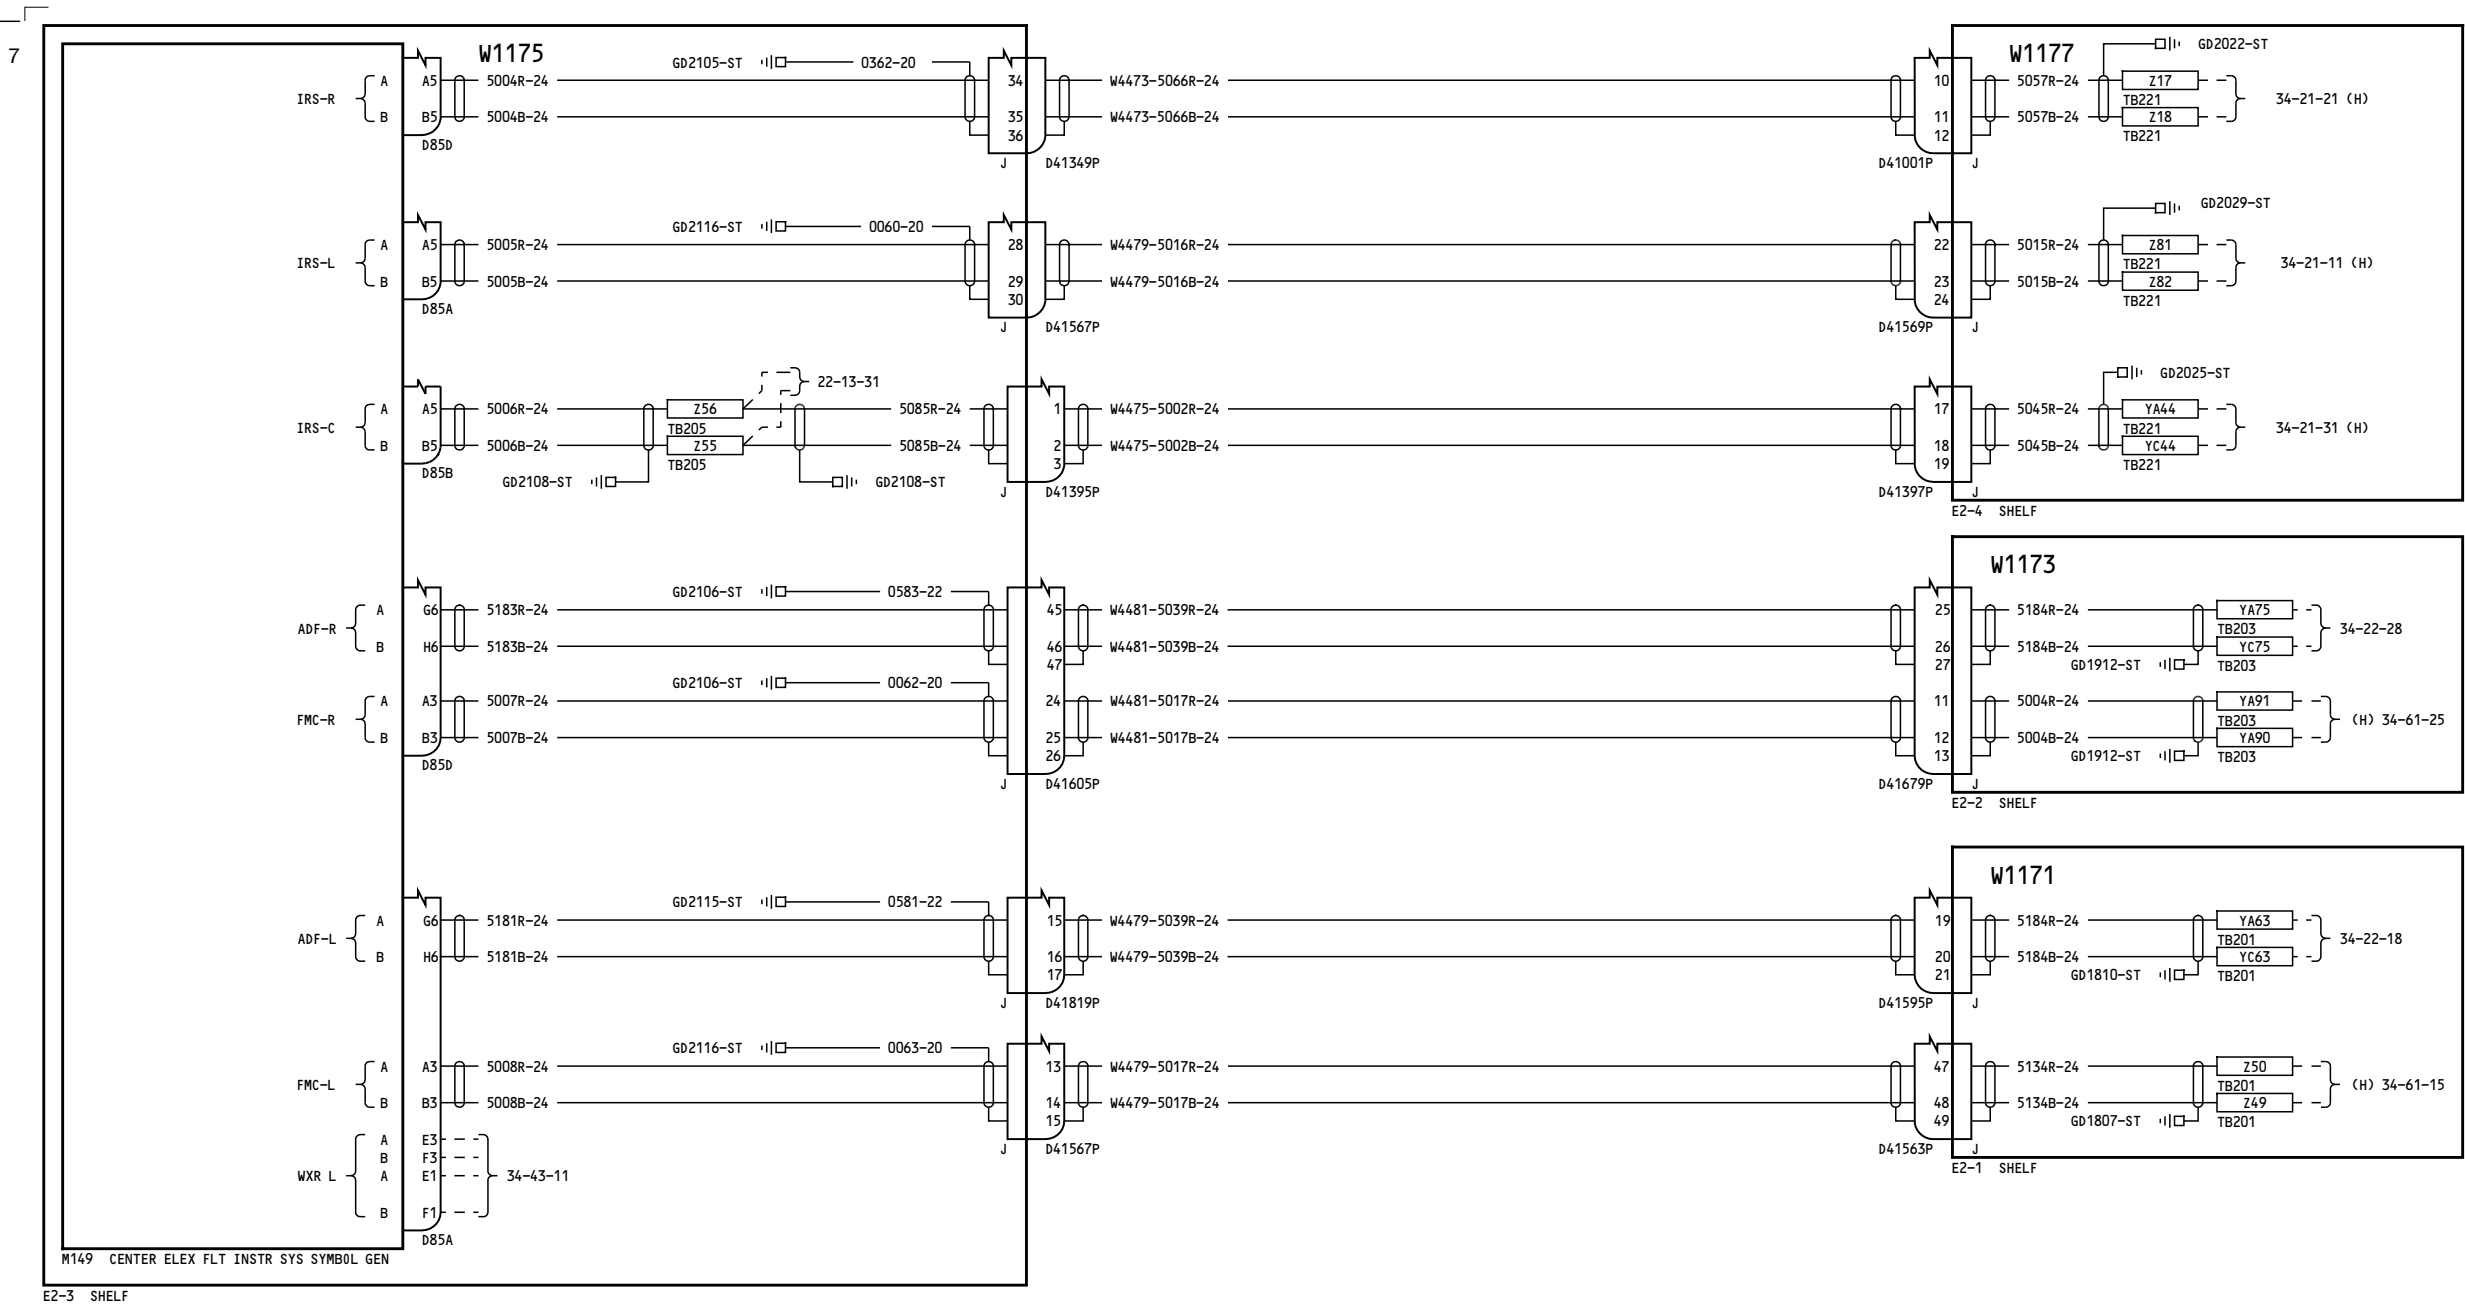 7
W1175
W1177
GD2105-ST 0362-20
GD2022-ST
IRS-R
A A5 5004R-24 34 W4473-5066R-24 10 5057R-24 Z17
TB221
34-21-21 (H)
B B5 5004B-24 35 W4473-5066B-24 11 5057B-24 Z18
36 12 TB221
D85D J D41349P D41001P J
GD2116-ST 0060-20
GD2029-ST
IRS-L
A A5 5005R-24 28 W4479-5016R-24 22 5015R-24 Z81
TB221
34-21-11 (H)
B B5 5005B-24 29 W4479-5016B-24 23 5015B-24 Z82
30 24 TB221
D85A J D41567P D41569P J
22-13-31
GD2025-ST
IRS-C
A A5 5006R-24 Z56 5085R-24 1 W4475-5002R-24 17 5045R-24 YA44
TB205 TB221
34-21-31 (H)
B B5 5006B-24 Z55 5085B-24 2 W4475-5002B-24 18 5045B-24 YC44
TB205 3 19 TB221
D85B GD2108-ST GD2108-ST J D41395P D41397P J
E2-4 SHELF
W1173
GD2106-ST 0583-22
ADF-R
A G6 5183R-24 45 W4481-5039R-24 25 5184R-24 YA75
TB203
34-22-28
B H6 5183B-24 46 W4481-5039B-24 26 5184B-24 YC75
47 27 GD1912-ST TB203
GD2106-ST 0062-20
FMC-R
A A3 5007R-24 24 W4481-5017R-24 11 5004R-24 YA91
TB203
(H) 34-61-25
B B3 5007B-24 25 W4481-5017B-24 12 5004B-24 YA90
26 13 GD1912-ST TB203
D85D J D41605P D41679P J
E2-2 SHELF
W1171
GD2115-ST 0581-22
ADF-L
A G6 5181R-24 15 W4479-5039R-24 19 5184R-24 YA63
TB201
34-22-18
B H6 5181B-24 16 W4479-5039B-24 20 5184B-24 YC63
17 21 GD1810-ST TB201
J D41819P D41595P J
GD2116-ST 0063-20
FMC-L
A A3 5008R-24 13 W4479-5017R-24 47 5134R-24 Z50
TB201
(H) 34-61-15
B B3 5008B-24 14 W4479-5017B-24 48 5134B-24 Z49
15 49 GD1807-ST TB201
J D41567P D41563P J
E2-1 SHELF
WXR L
A E3
B F3
A E1 34-43-11
B F1
D85A
M149 CENTER ELEX FLT INSTR SYS SYMBOL GEN
E2-3 SHELF